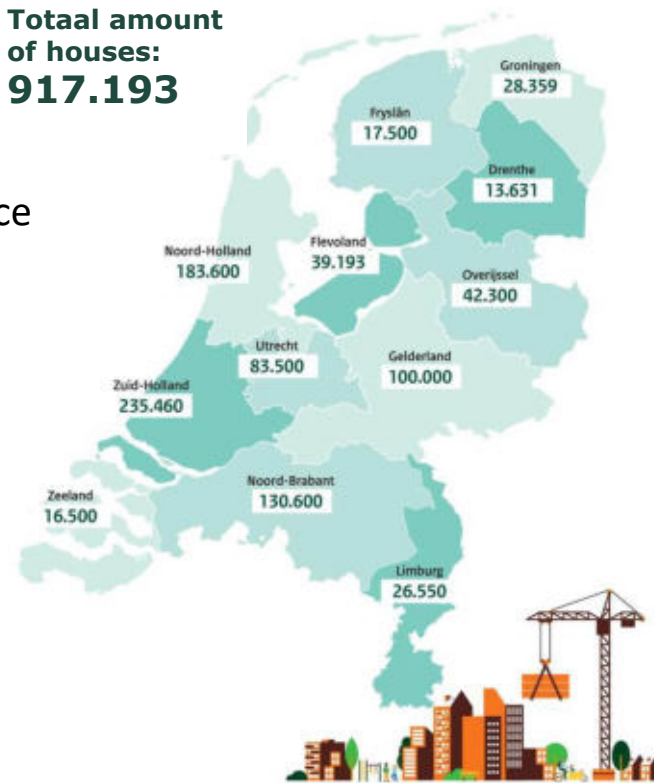 Totaal amount
of houses:
917.193
Groningen
28.359
Fryslân
17.500
Drenthe
13.631
ce
Noord-Holland
183.600
Flevoland
39.193
Overijssel
42.300
Utrecht
83.500
Gelderland
100.000
Zuid-Holland
235.460
Noord-Brabant
130.600
Zeeland
16.500
Limburg
26.550